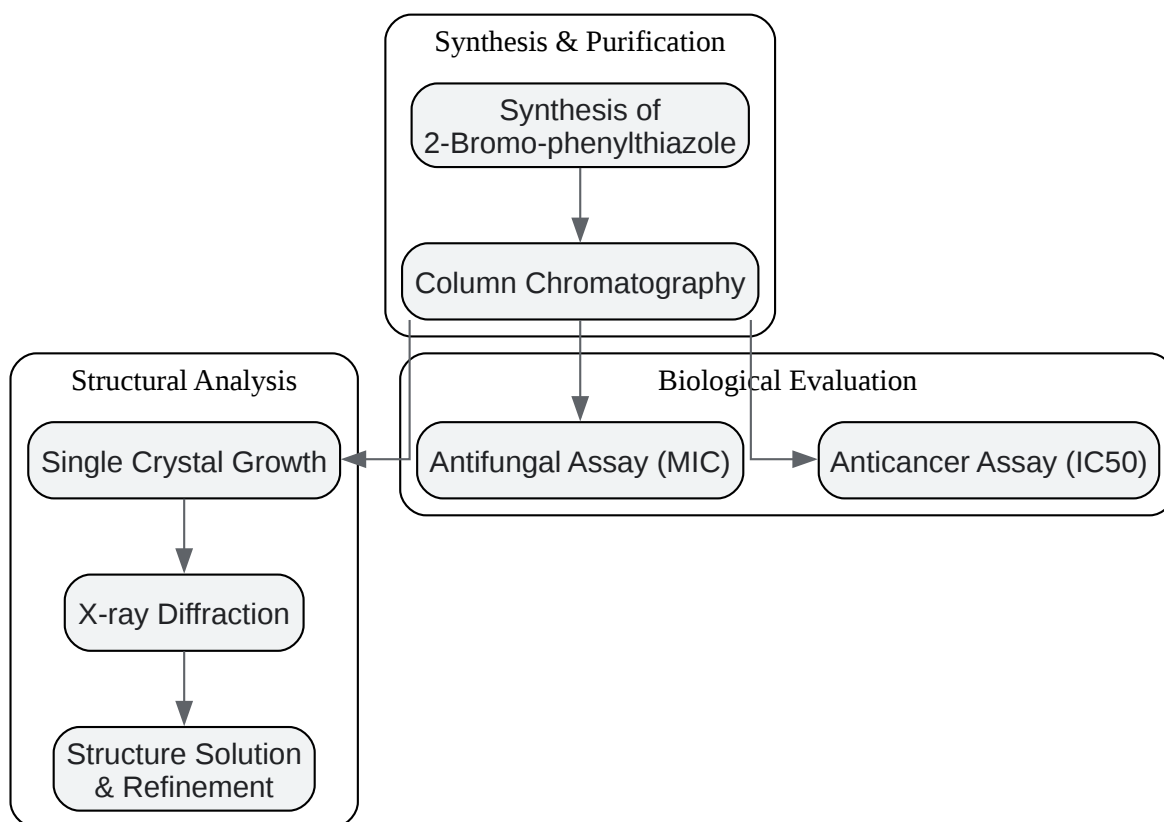 Synthesis & Purification
Synthesis of
2-Bromo-phenylthiazole
Column Chromatography
Structural Analysis
Biological Evaluation
Single Crystal Growth
Antifungal Assay (MIC)
Anticancer Assay (IC50)
X-ray Diffraction
Structure Solution
& Refinement